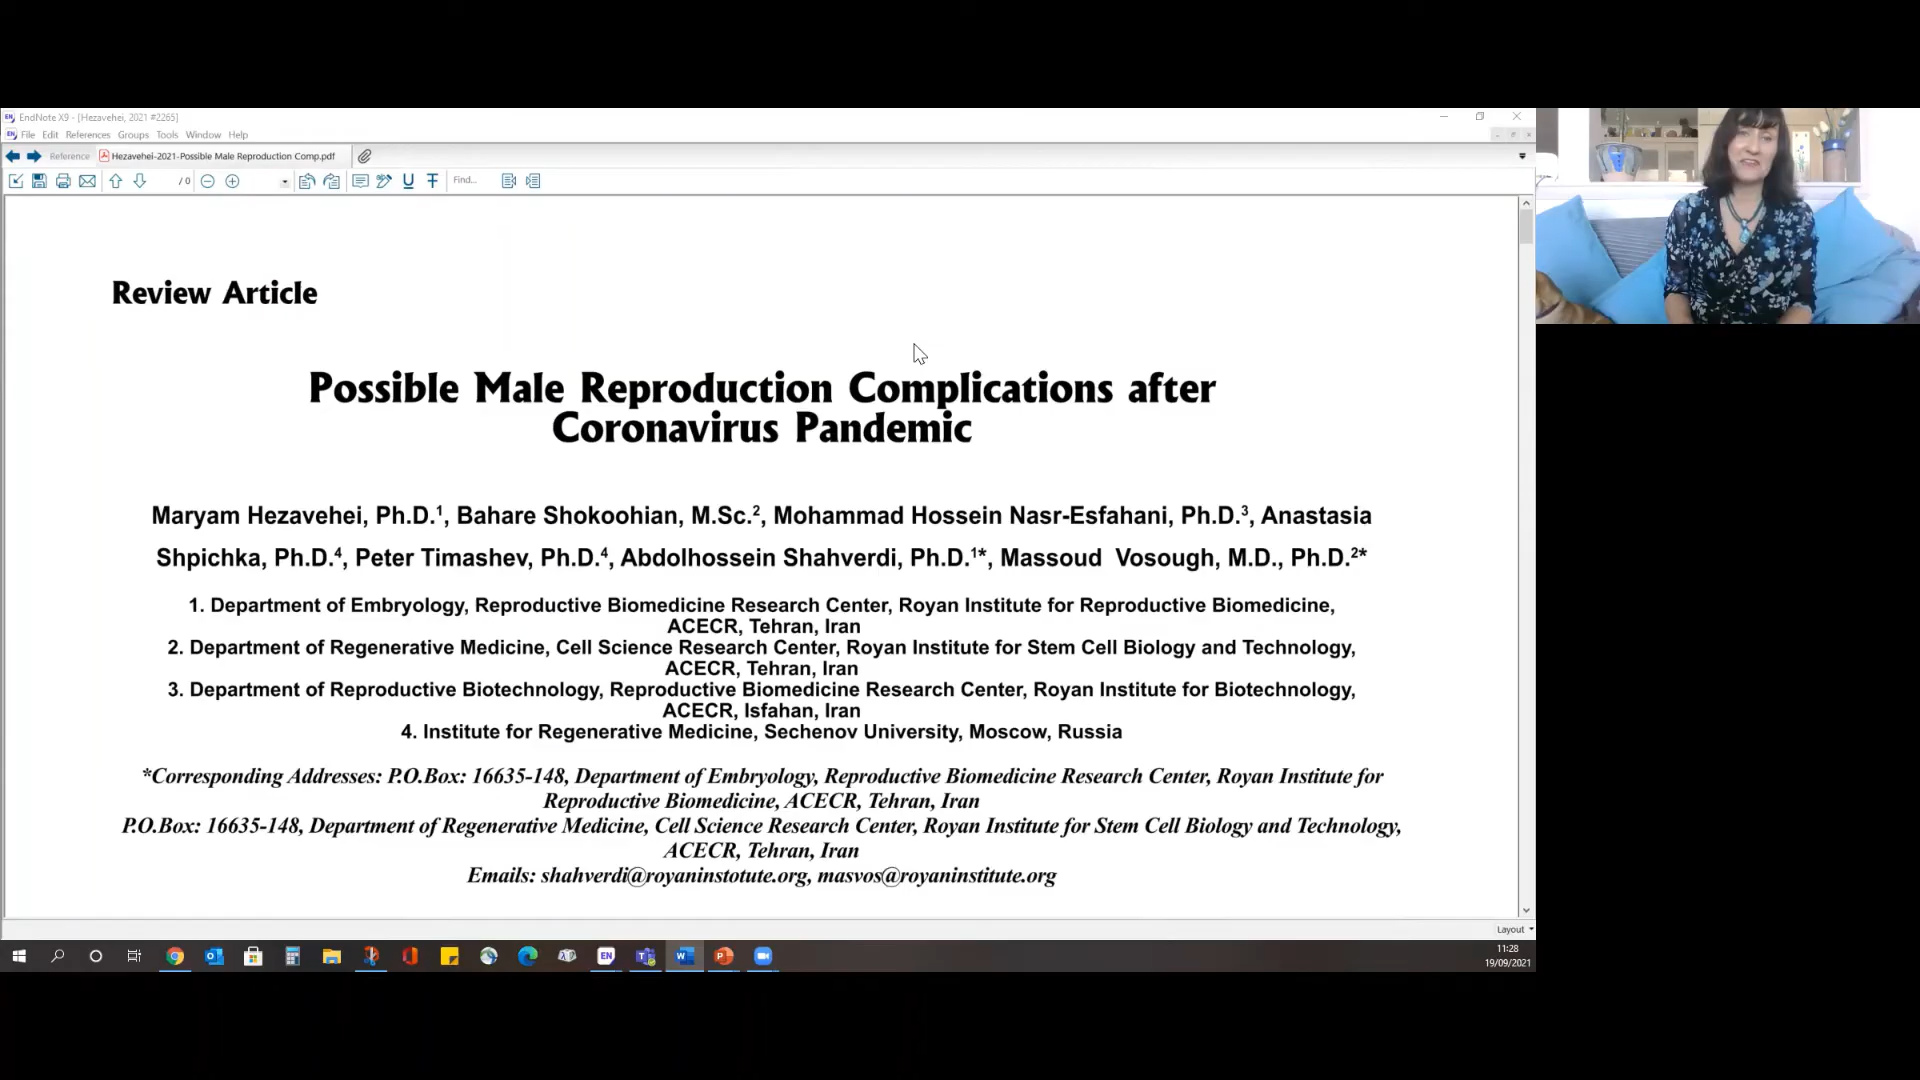 EndNote X9 - [Hezavehei, 2021 #2265]
File Edit References Groups Tools Window Help
Reference Hezavehei-2021-Possible Male Reproduction Comp.pdf
/ 0 Find...
Review Article
Possible Male Reproduction Complications after
Coronavirus Pandemic
Maryam Hezavehei, Ph.D.¹, Bahare Shokoohian, M.Sc.², Mohammad Hossein Nasr-Esfahani, Ph.D.³, Anastasia
Shpichka, Ph.D.⁴, Peter Timashev, Ph.D.⁴, Abdolhossein Shahverdi, Ph.D.¹*, Massoud Vosough, M.D., Ph.D.²*
1. Department of Embryology, Reproductive Biomedicine Research Center, Royan Institute for Reproductive Biomedicine,
ACECR, Tehran, Iran
2. Department of Regenerative Medicine, Cell Science Research Center, Royan Institute for Stem Cell Biology and Technology,
ACECR, Tehran, Iran
3. Department of Reproductive Biotechnology, Reproductive Biomedicine Research Center, Royan Institute for Biotechnology,
ACECR, Isfahan, Iran
4. Institute for Regenerative Medicine, Sechenov University, Moscow, Russia
*Corresponding Addresses: P.O.Box: 16635-148, Department of Embryology, Reproductive Biomedicine Research Center, Royan Institute for
Reproductive Biomedicine, ACECR, Tehran, Iran
P.O.Box: 16635-148, Department of Regenerative Medicine, Cell Science Research Center, Royan Institute for Stem Cell Biology and Technology,
ACECR, Tehran, Iran
Emails: shahverdi@royaninstotute.org, masvos@royaninstitute.org
Layout
11:28
19/09/2021